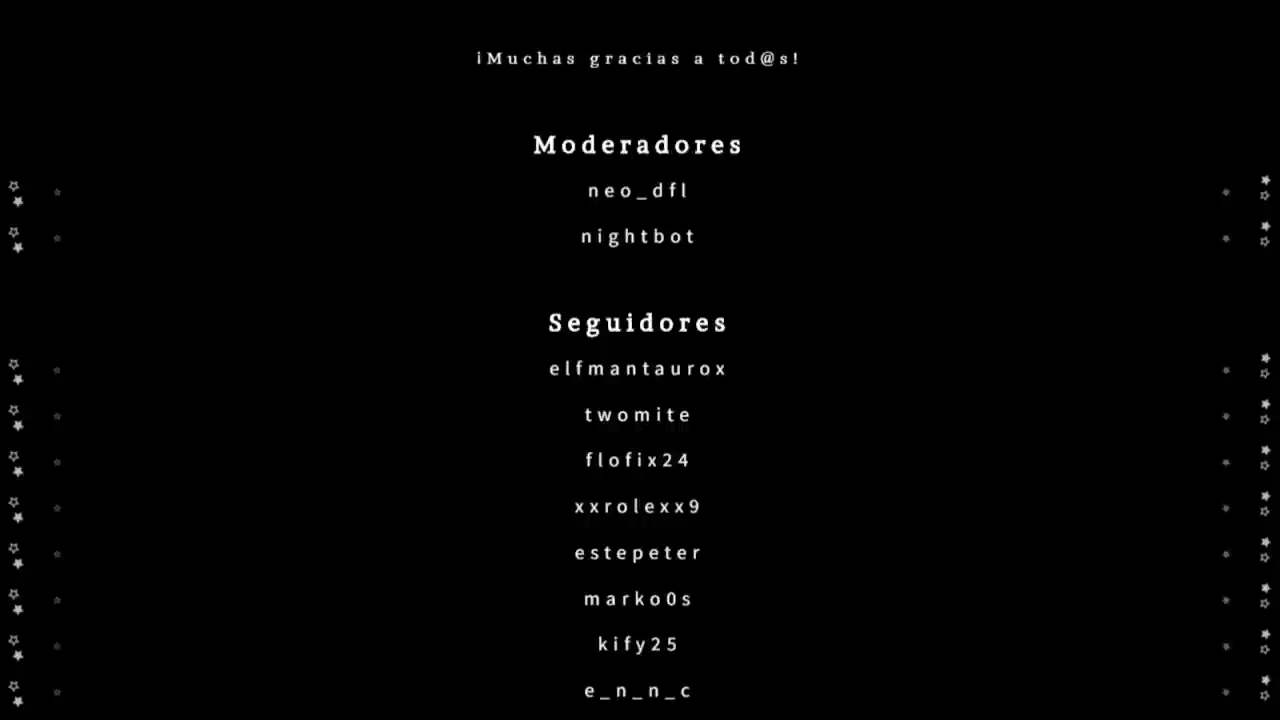 ¡Muchas gracias a tod@s!
Moderadores
neo_dfl
nightbot
Seguidores
elfmantaurox
twomite
flofix24
xxrolexx9
estepeter
marko0s
kify25
e_n_n_c